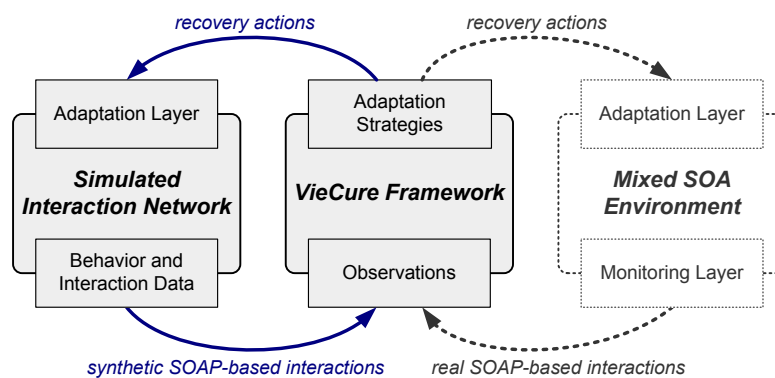 recovery actions
recovery actions
Adaptation Layer
Adaptation
Strategies
Adaptation Layer
Simulated
Interaction Network
VieCure Framework
Mixed SOA
Environment
Behavior and
Interaction Data
Observations
Monitoring Layer
synthetic SOAP-based interactions
real SOAP-based interactions